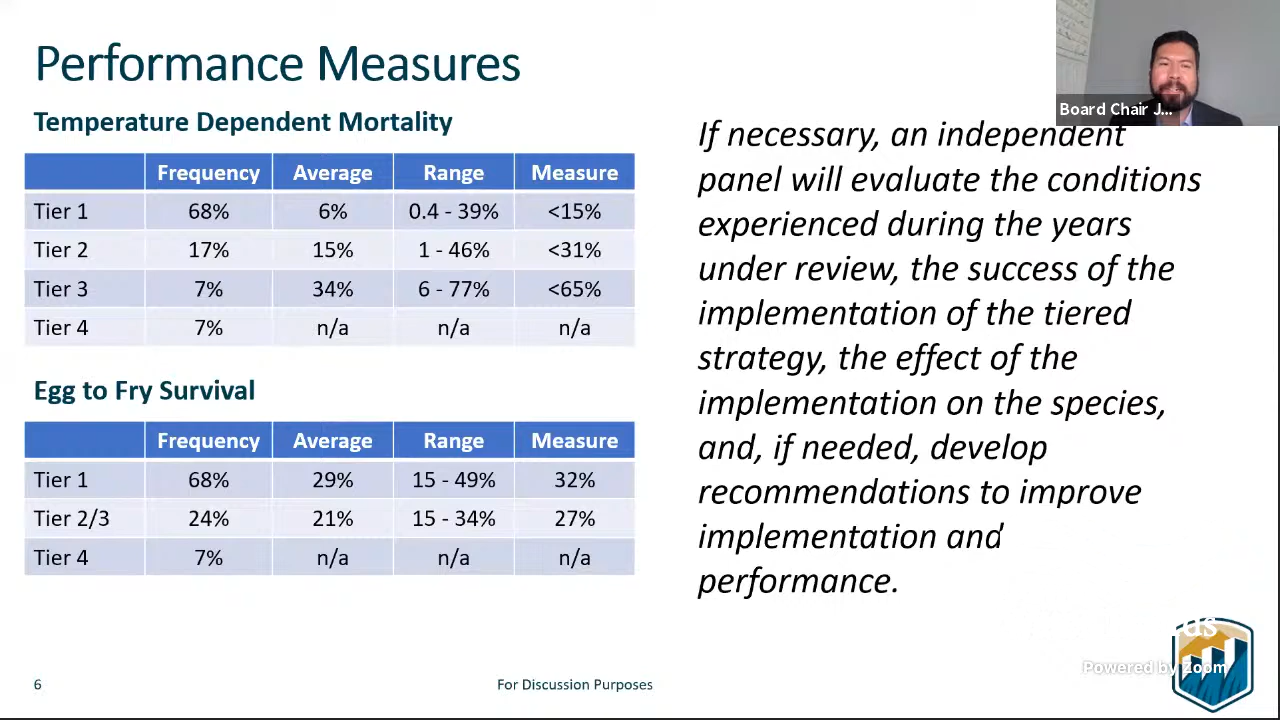 Performance Measures
Board Chair J...
Temperature Dependent Mortality
Frequency Average Range Measure
Tier 1 68% 6% 0.4 - 39% <15%
Tier 2 17% 15% 1 - 46% <31%
Tier 3 7% 34% 6 - 77% <65%
Tier 4 7% n/a n/a n/a
Egg to Fry Survival
Frequency Average Range Measure
Tier 1 68% 29% 15 - 49% 32%
Tier 2/3 24% 21% 15 - 34% 27%
Tier 4 7% n/a n/a n/a
If necessary, an independent
panel will evaluate the conditions
experienced during the years
under review, the success of the
implementation of the tiered
strategy, the effect of the
implementation on the species,
and, if needed, develop
recommendations to improve
implementation and
performance.
Powered by Zoom
6
For Discussion Purposes